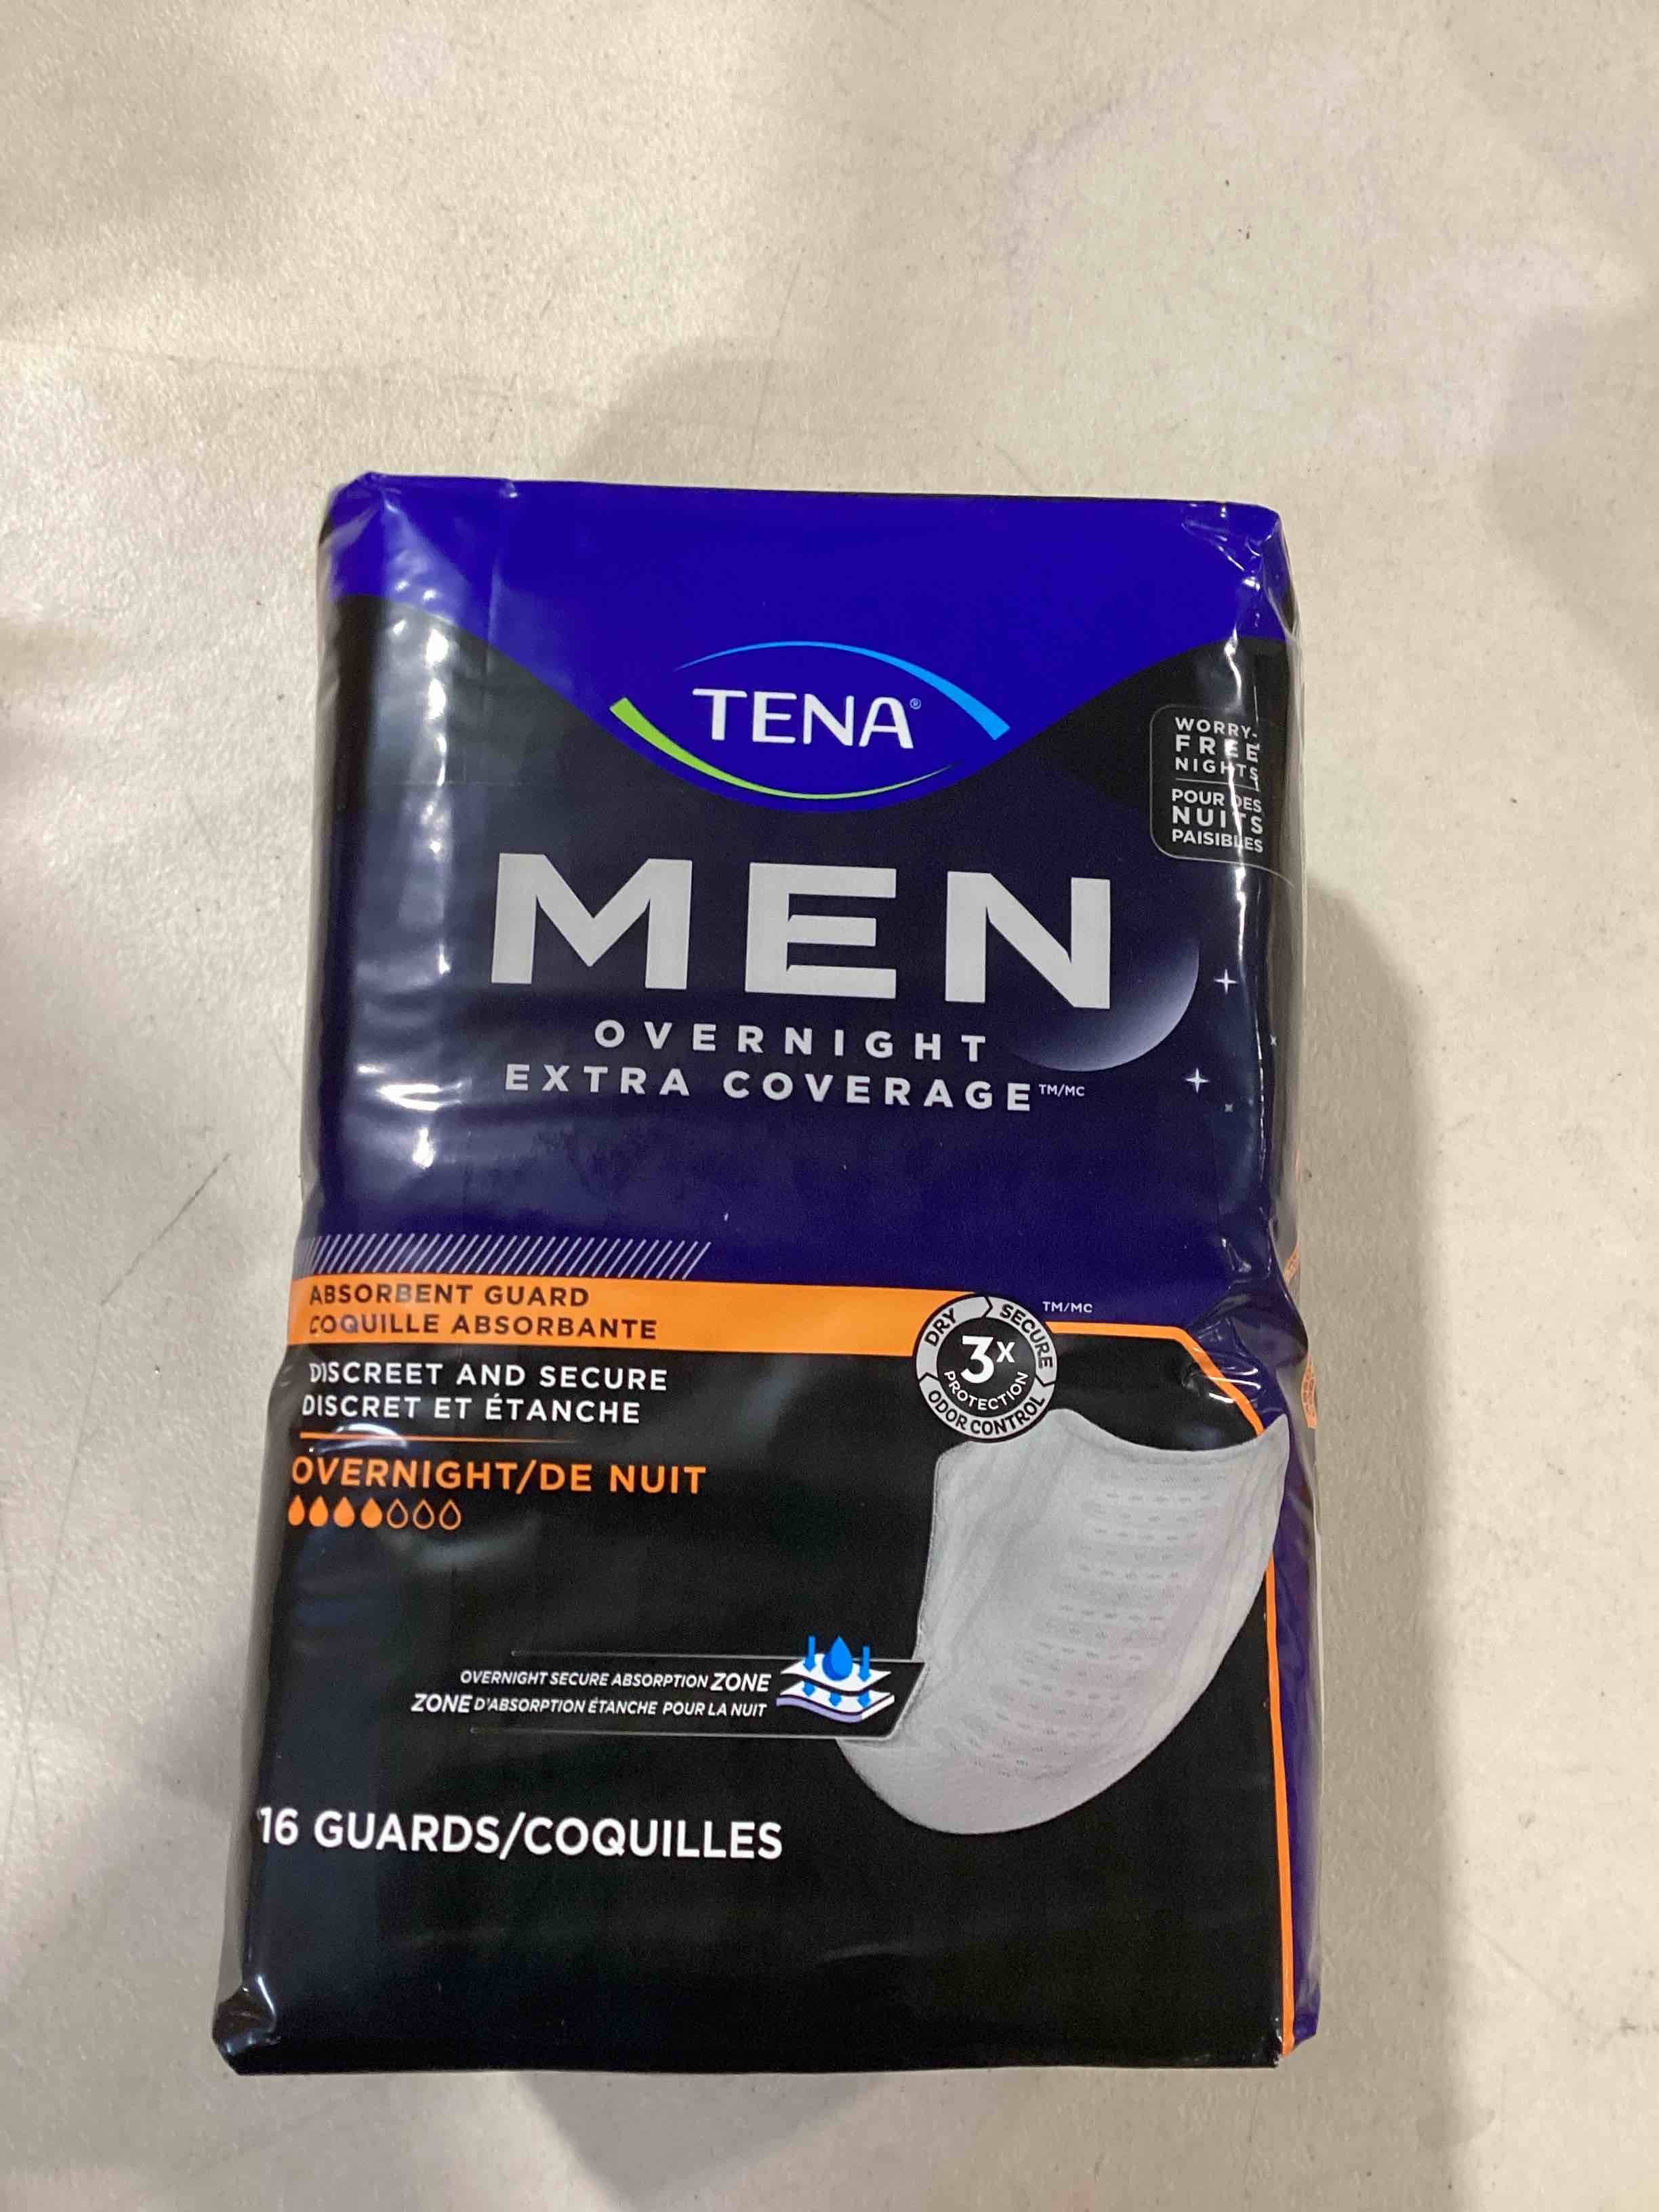 TENA®
WORRY-
FREE
NIGHTS
POUR DES
NUITS
PAISIBLES
MEN
OVERNIGHT
EXTRA COVERAGE™/MC
ABSORBENT GUARD
COQUILLE ABSORBANTE
DISCREET AND SECURE
DISCRET ET ÉTANCHE
TM/MC
DRY
SECURE
3X
PROTECTION
ODOR CONTROL
OVERNIGHT/DE NUIT
OVERNIGHT SECURE ABSORPTION ZONE
ZONE D'ABSORPTION ÉTANCHE POUR LA NUIT
16 GUARDS/COQUILLES